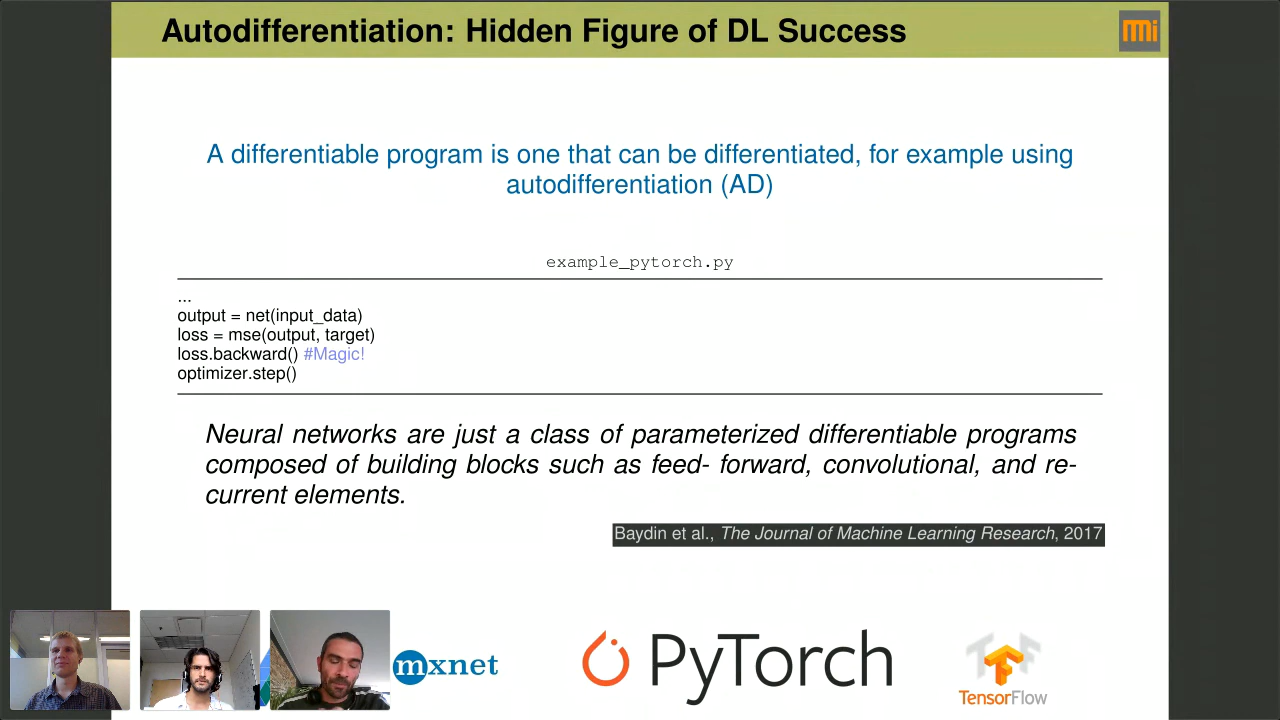 Autodifferentiation: Hidden Figure of DL Success
A differentiable program is one that can be differentiated, for example using
autodifferentiation (AD)
example_pytorch.py
...
output = net(input_data)
loss = mse(output, target)
loss.backward() #Magic!
optimizer.step()
Neural networks are just a class of parameterized differentiable programs
composed of building blocks such as feed- forward, convolutional, and re-
current elements.
Baydin et al., The Journal of Machine Learning Research, 2017
mxnet
PyTorch
TensorFlow